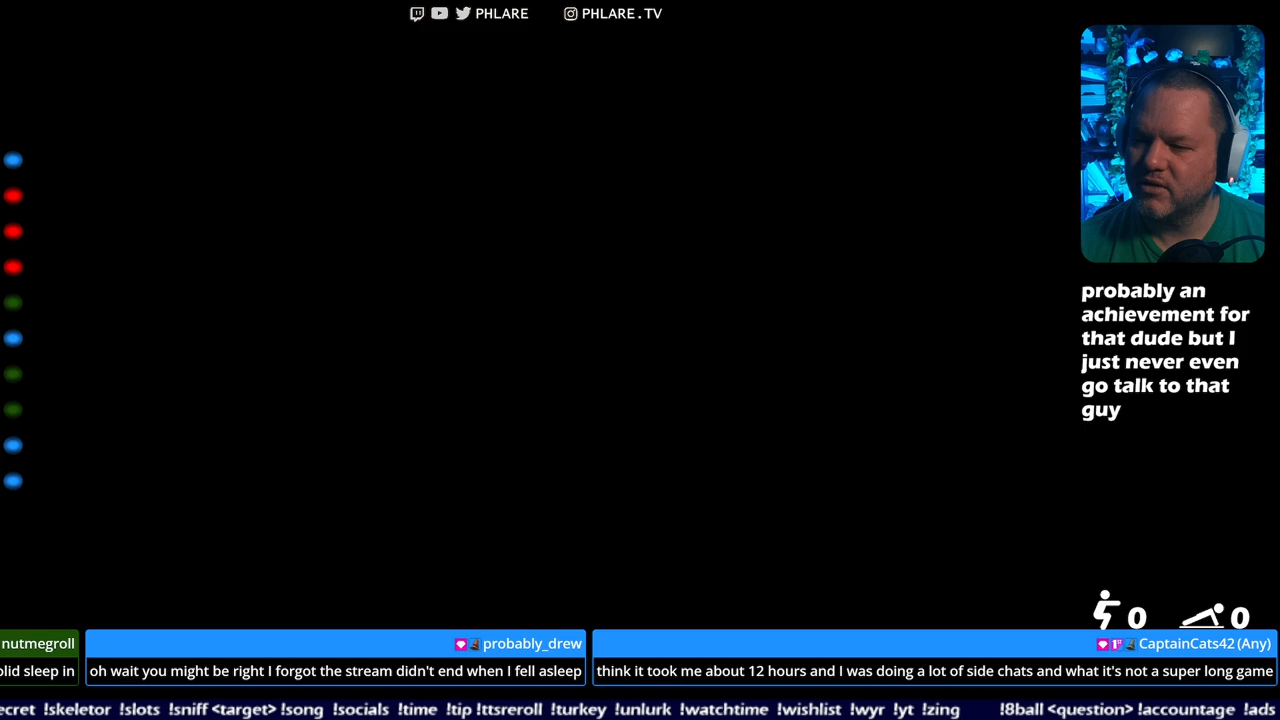 PHLARE PHLARE.TV
probably an
achievement for
that dude but I
just never even
go talk to that
guy
0 0
nutmegroll
olid sleep in
probably_drew
oh wait you might be right I forgot the stream didn't end when I fell asleep
CaptainCats42 (Any)
think it took me about 12 hours and I was doing a lot of side chats and what it's not a super long game
ecret !skeletor !slots !sniff <target> !song !socials !time !tip !ttsreroll !turkey !unlurk !watchtime !wishlist !wyr !yt !zing !8ball <question> !accountage !ads